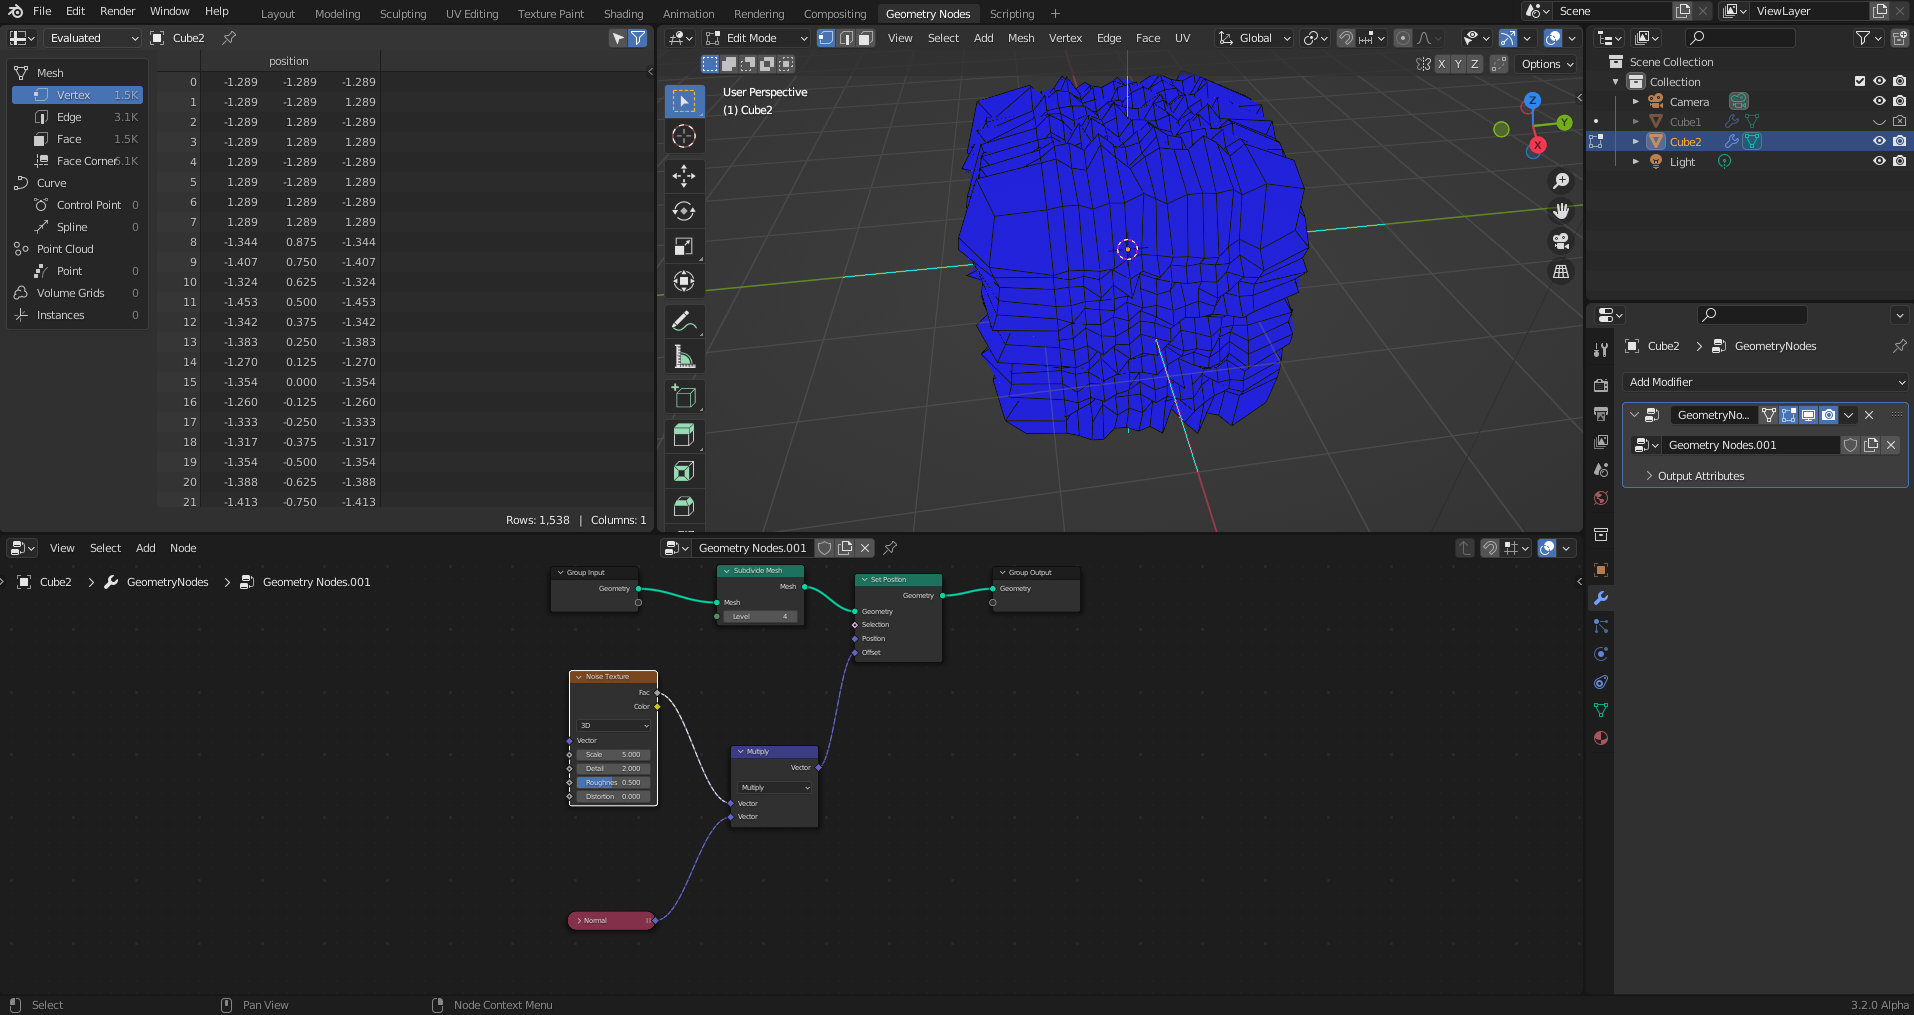 File Edit Render Window Help
Layout Modeling Sculpting UV Editing Texture Paint Shading Animation Rendering Compositing Geometry Nodes Scripting +
Scene ViewLayer
Evaluated Cube2
Edit Mode View Select Add Mesh Vertex Edge Face UV Global
X Y Z Options
Mesh
Vertex 1.5K
Edge 3.1K
Face 1.5K
Face Corner 6.1K
Curve
Control Point 0
Spline 0
Point Cloud
Point 0
Volume Grids 0
Instances 0
position
0 -1.289 -1.289 -1.289
1 -1.289 -1.289 1.289
2 -1.289 1.289 -1.289
3 -1.289 1.289 1.289
4 1.289 -1.289 -1.289
5 1.289 -1.289 1.289
6 1.289 1.289 -1.289
7 1.289 1.289 1.289
8 -1.344 0.875 -1.344
9 -1.407 0.750 -1.407
10 -1.324 0.625 -1.324
11 -1.453 0.500 -1.453
12 -1.342 0.375 -1.342
13 -1.383 0.250 -1.383
14 -1.270 0.125 -1.270
15 -1.354 0.000 -1.354
16 -1.260 -0.125 -1.260
17 -1.333 -0.250 -1.333
18 -1.317 -0.375 -1.317
19 -1.354 -0.500 -1.354
20 -1.388 -0.625 -1.388
21 -1.413 -0.750 -1.413
Rows: 1,538 | Columns: 1
User Perspective
(1) Cube2
Z
Y
X
Scene Collection
Collection
Camera
Cube1
Cube2
Light
Cube2 > GeometryNodes
Add Modifier
GeometryNo...
Geometry Nodes.001
Output Attributes
View Select Add Node
Geometry Nodes.001
Cube2 > GeometryNodes > Geometry Nodes.001
Group Input
Geometry
Subdivide Mesh
Mesh
Mesh
Level 4
Set Position
Geometry
Geometry
Selection
Position
Offset
Group Output
Geometry
Noise Texture
Fac
Color
3D
Vector
Scale 5.000
Detail 2.000
Roughnes 0.500
Distortion 0.000
Multiply
Vector
Multiply
Vector
Vector
Normal
Select Pan View Node Context Menu 3.2.0 Alpha